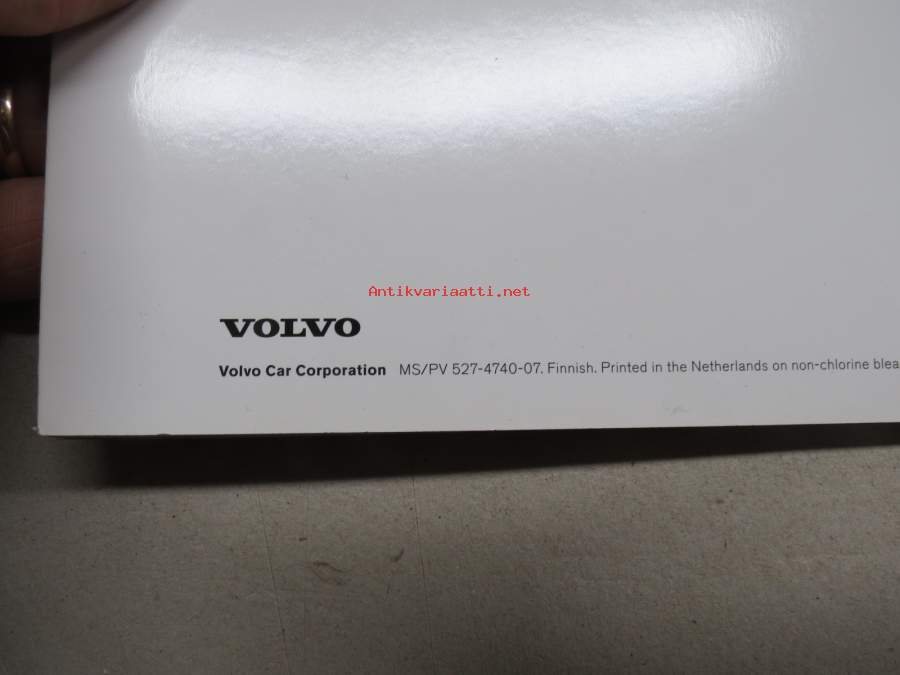 Antikvariaatti.net
VOLVO
Volvo Car Corporation MS/PV 527-4740-07. Finnish. Printed in the Netherlands on non-chlorine blea